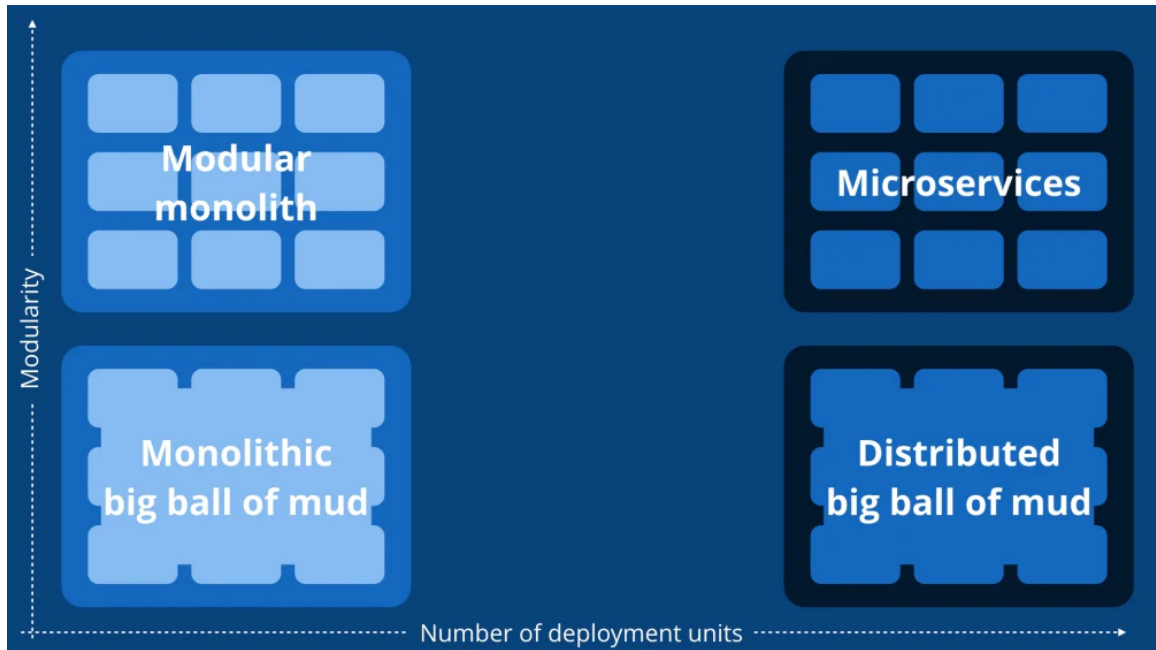 Modular
monolith
Microservices
Modularity
Monolithic
big ball of mud
Distributed
big ball of mud
Number of deployment units